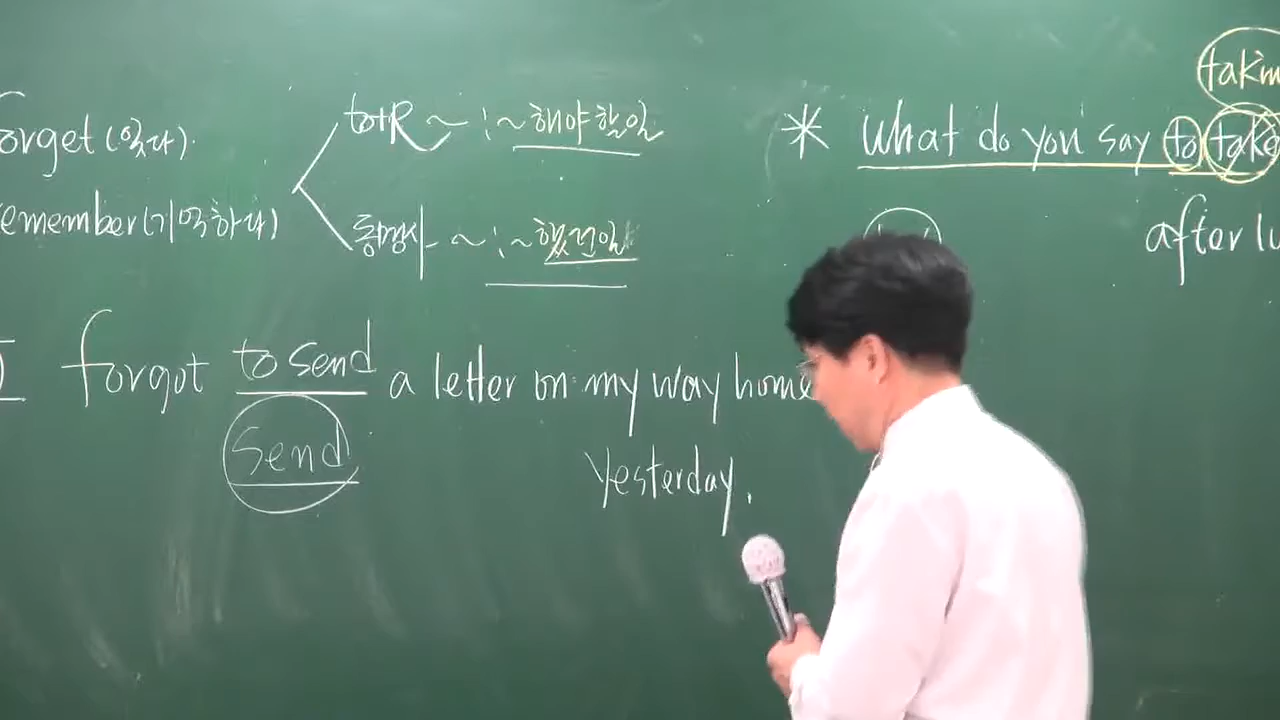 forget (잊다).
remember (기억하다)
to+R ~ : ~해야 할 일
동명사 ~ : ~했던 일
I forgot to send a letter on my way home
send
yesterday.
takin
* What do you say to take
after lu